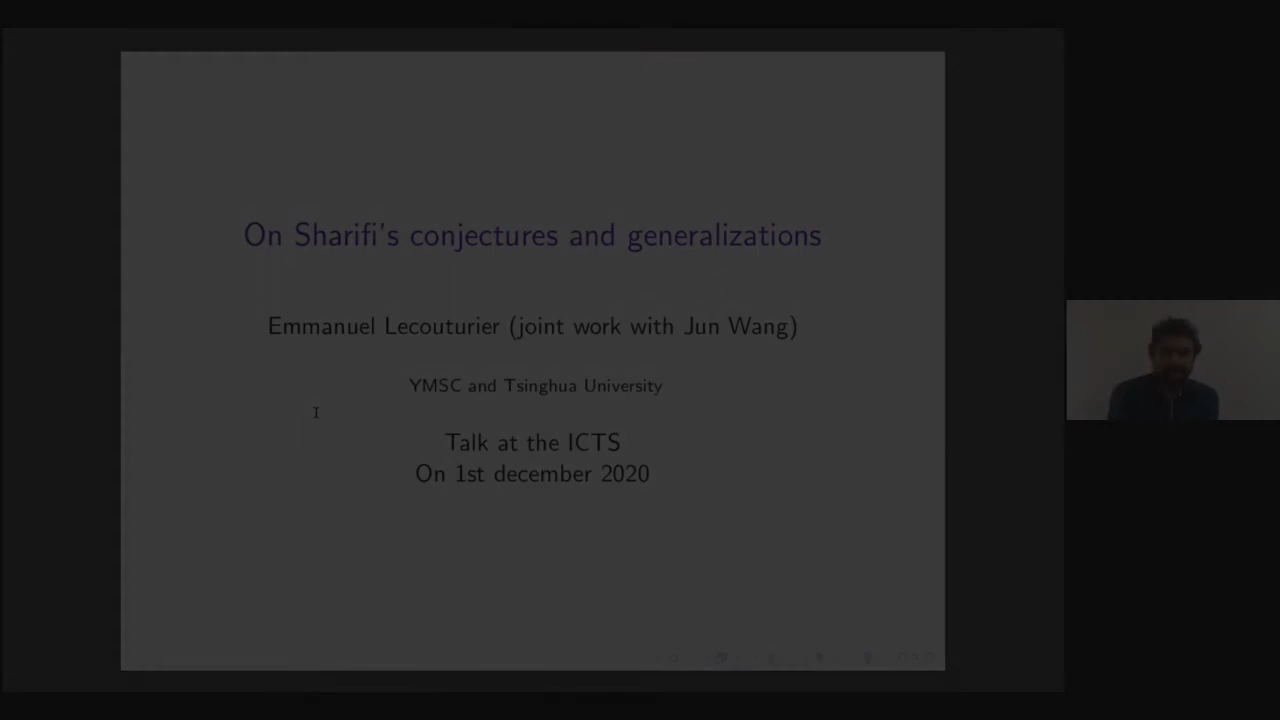 On Sharifi's conjectures and generalizations
Emmanuel Lecouturier (joint work with Jun Wang)
YMSC and Tsinghua University
Talk at the ICTS
On 1st december 2020